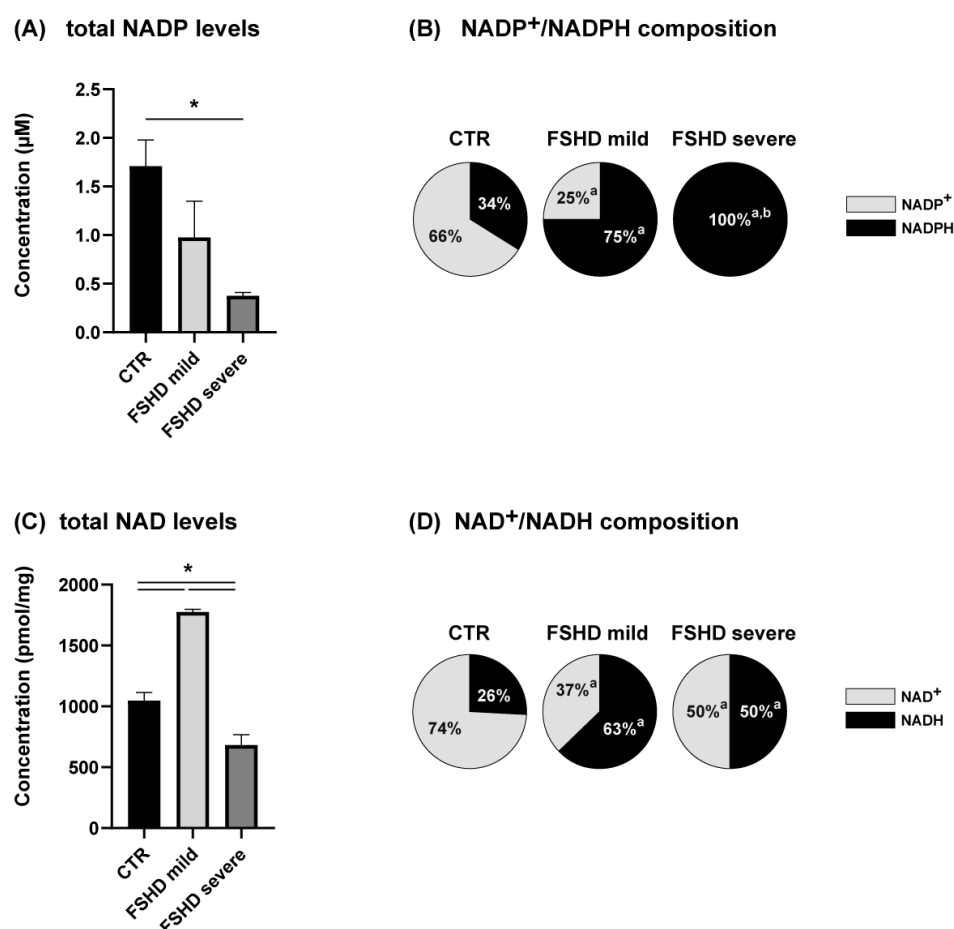 (A) total NADP levels
Concentration (µM)
2.5
2.0
1.5
1.0
0.5
0.0
*
CTR
FSHD mild
FSHD severe
(B) NADP⁺/NADPH composition
CTR
34%
66%
FSHD mild
25%ᵃ
75%ᵃ
FSHD severe
100%ᵃ,ᵇ
NADP⁺
NADPH
(C) total NAD levels
Concentration (pmol/mg)
2000
1500
1000
500
0
*
CTR
FSHD mild
FSHD severe
(D) NAD⁺/NADH composition
CTR
26%
74%
FSHD mild
37%ᵃ
63%ᵃ
FSHD severe
50%ᵃ
50%ᵃ
NAD⁺
NADH